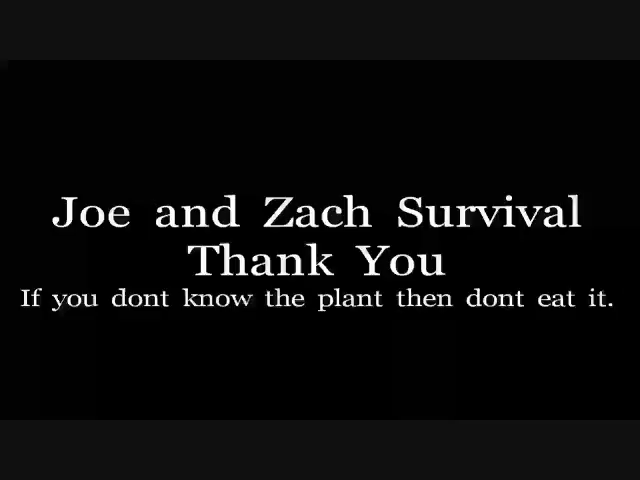 Joe and Zach Survival
Thank You
If you dont know the plant then dont eat it.